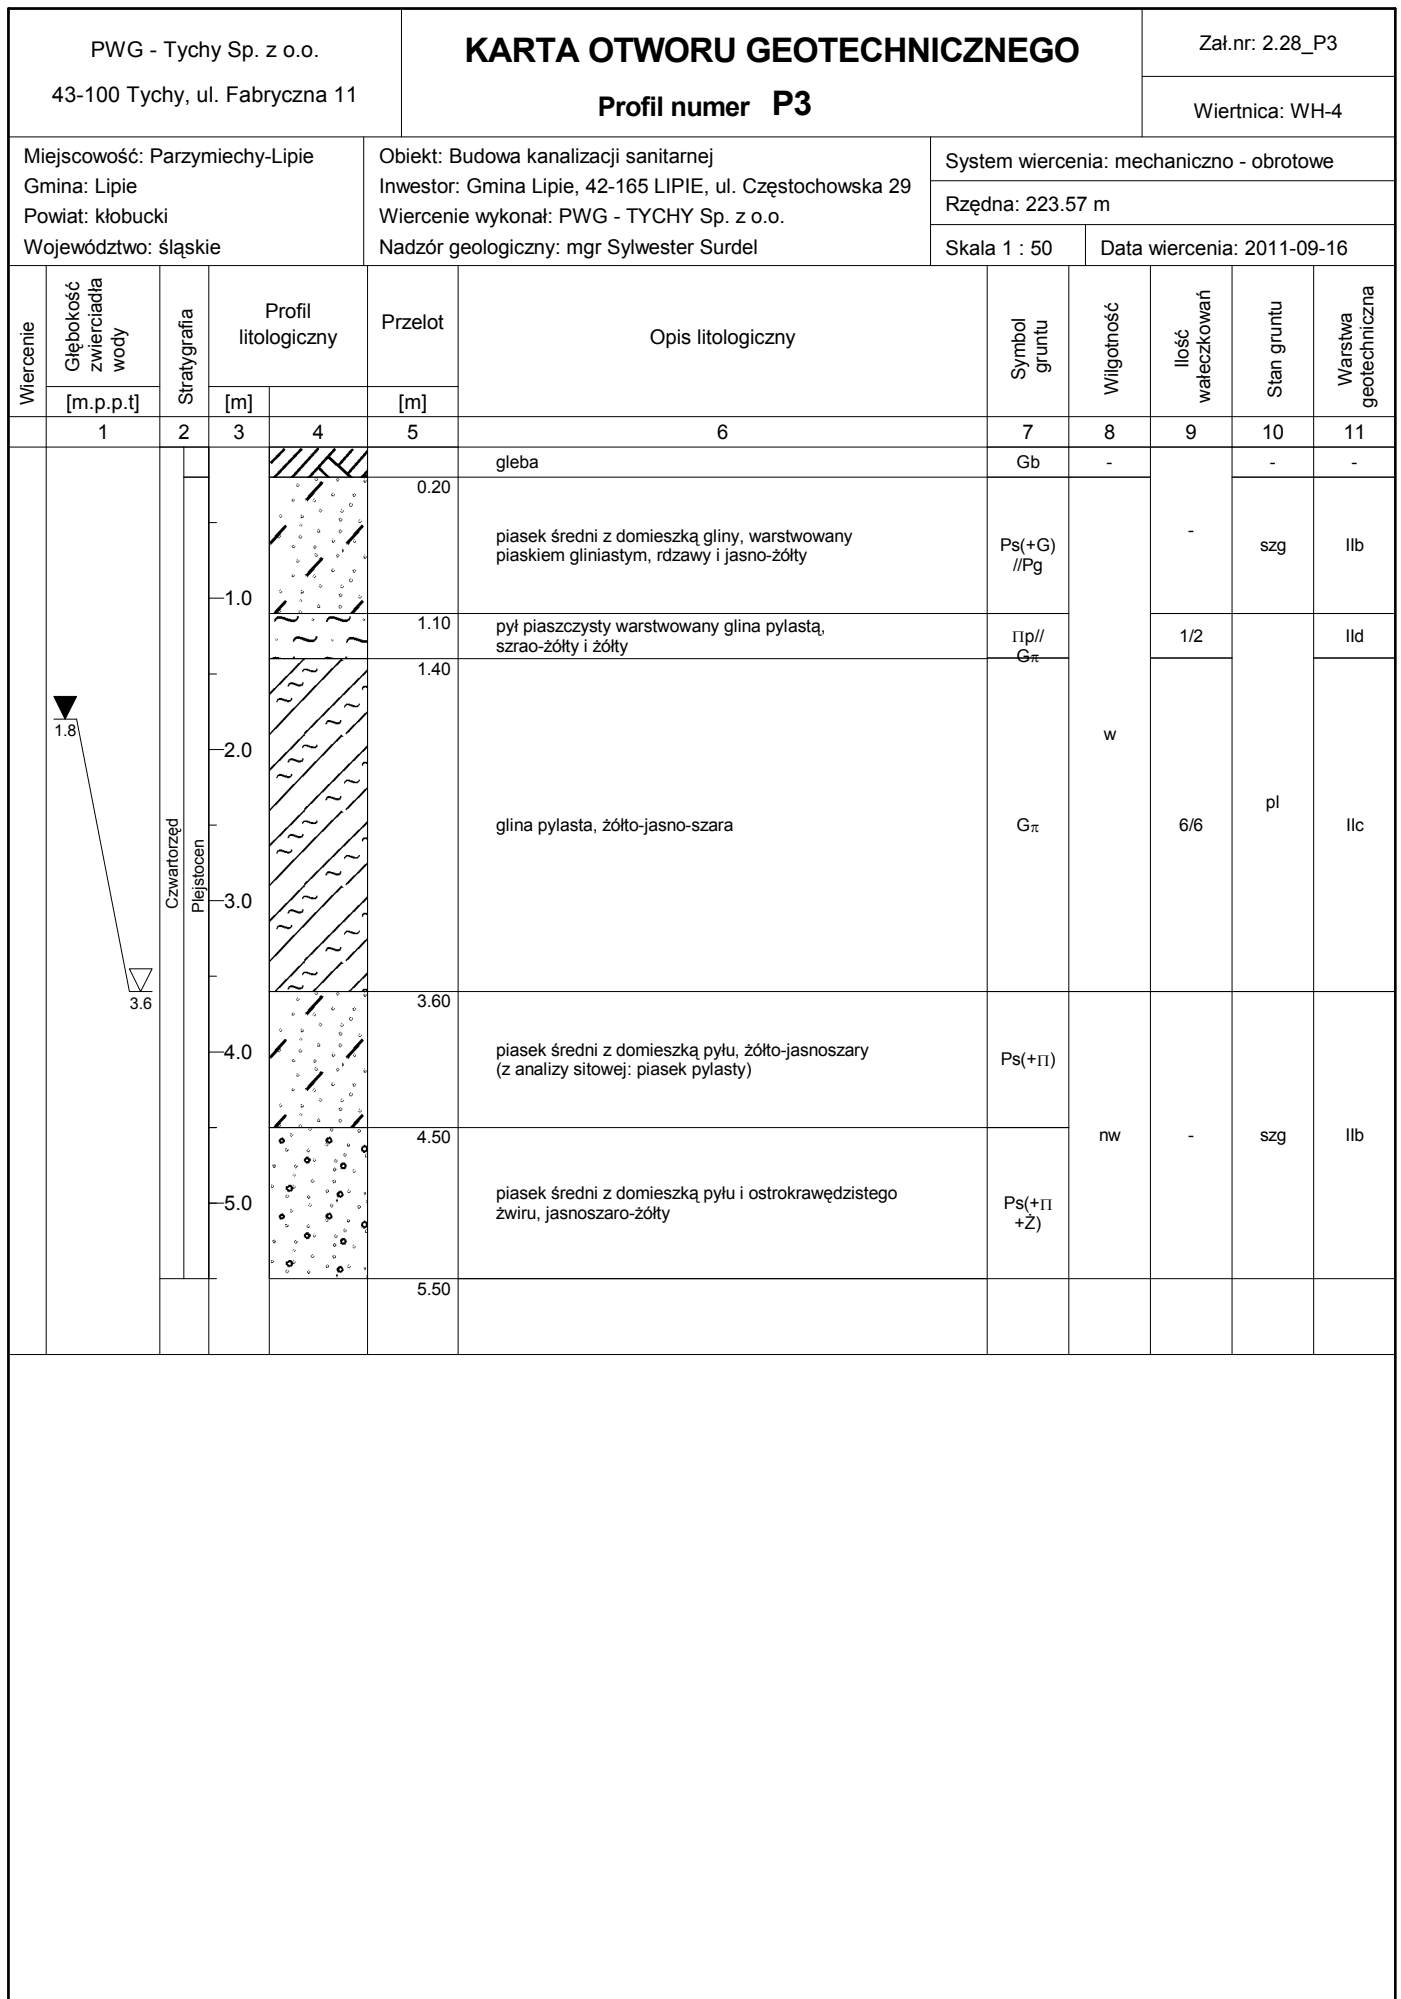 PWG - Tychy Sp. z o.o.
43-100 Tychy, ul. Fabryczna 11
KARTA OTWORU GEOTECHNICZNEGO
Profil numer P3
Zał.nr: 2.28_P3
Wiertnica: WH-4
Miejscowość: Parzymiechy-Lipie
Gmina: Lipie
Powiat: kłobucki
Województwo: śląskie
Obiekt: Budowa kanalizacji sanitarnej
Inwestor: Gmina Lipie, 42-165 LIPIE, ul. Częstochowska 29
Wiercenie wykonał: PWG - TYCHY Sp. z o.o.
Nadzór geologiczny: mgr Sylwester Surdel
System wiercenia: mechaniczno - obrotowe
Rzędna: 223.57 m
Skala 1 : 50
Data wiercenia: 2011-09-16
Wiercenie
Głębokość
zwierciadła
wody
[m.p.p.t]
Stratygrafia
Profil
litologiczny
[m]
Przelot
[m]
Opis litologiczny
Symbol
gruntu
Wilgotność
Ilość
wałeczkowań
Stan gruntu
Warstwa
geotechniczna
1 2 3 4 5 6 7 8 9 10 11
gleba Gb - - -
0.20
piasek średni z domieszką gliny, warstwowany
piaskiem gliniastym, rdzawy i jasno-żółty
Ps(+G)
//Pg
-
szg
IIb
1.0
1.10
pył piaszczysty warstwowany glina pylastą,
szrao-żółty i żółty
Πp//
Gπ
1/2
IId
1.40
1.8
2.0
w
pl
glina pylasta, żółto-jasno-szara
Gπ
6/6
IIc
Czwartorzęd
Plejstocen
3.0
3.6
3.60
4.0
piasek średni z domieszką pyłu, żółto-jasnoszary
(z analizy sitowej: piasek pylasty)
Ps(+Π)
4.50
nw
-
szg
IIb
5.0
piasek średni z domieszką pyłu i ostrokrawędzistego
żwiru, jasnoszaro-żółty
Ps(+Π
+Ż)
5.50